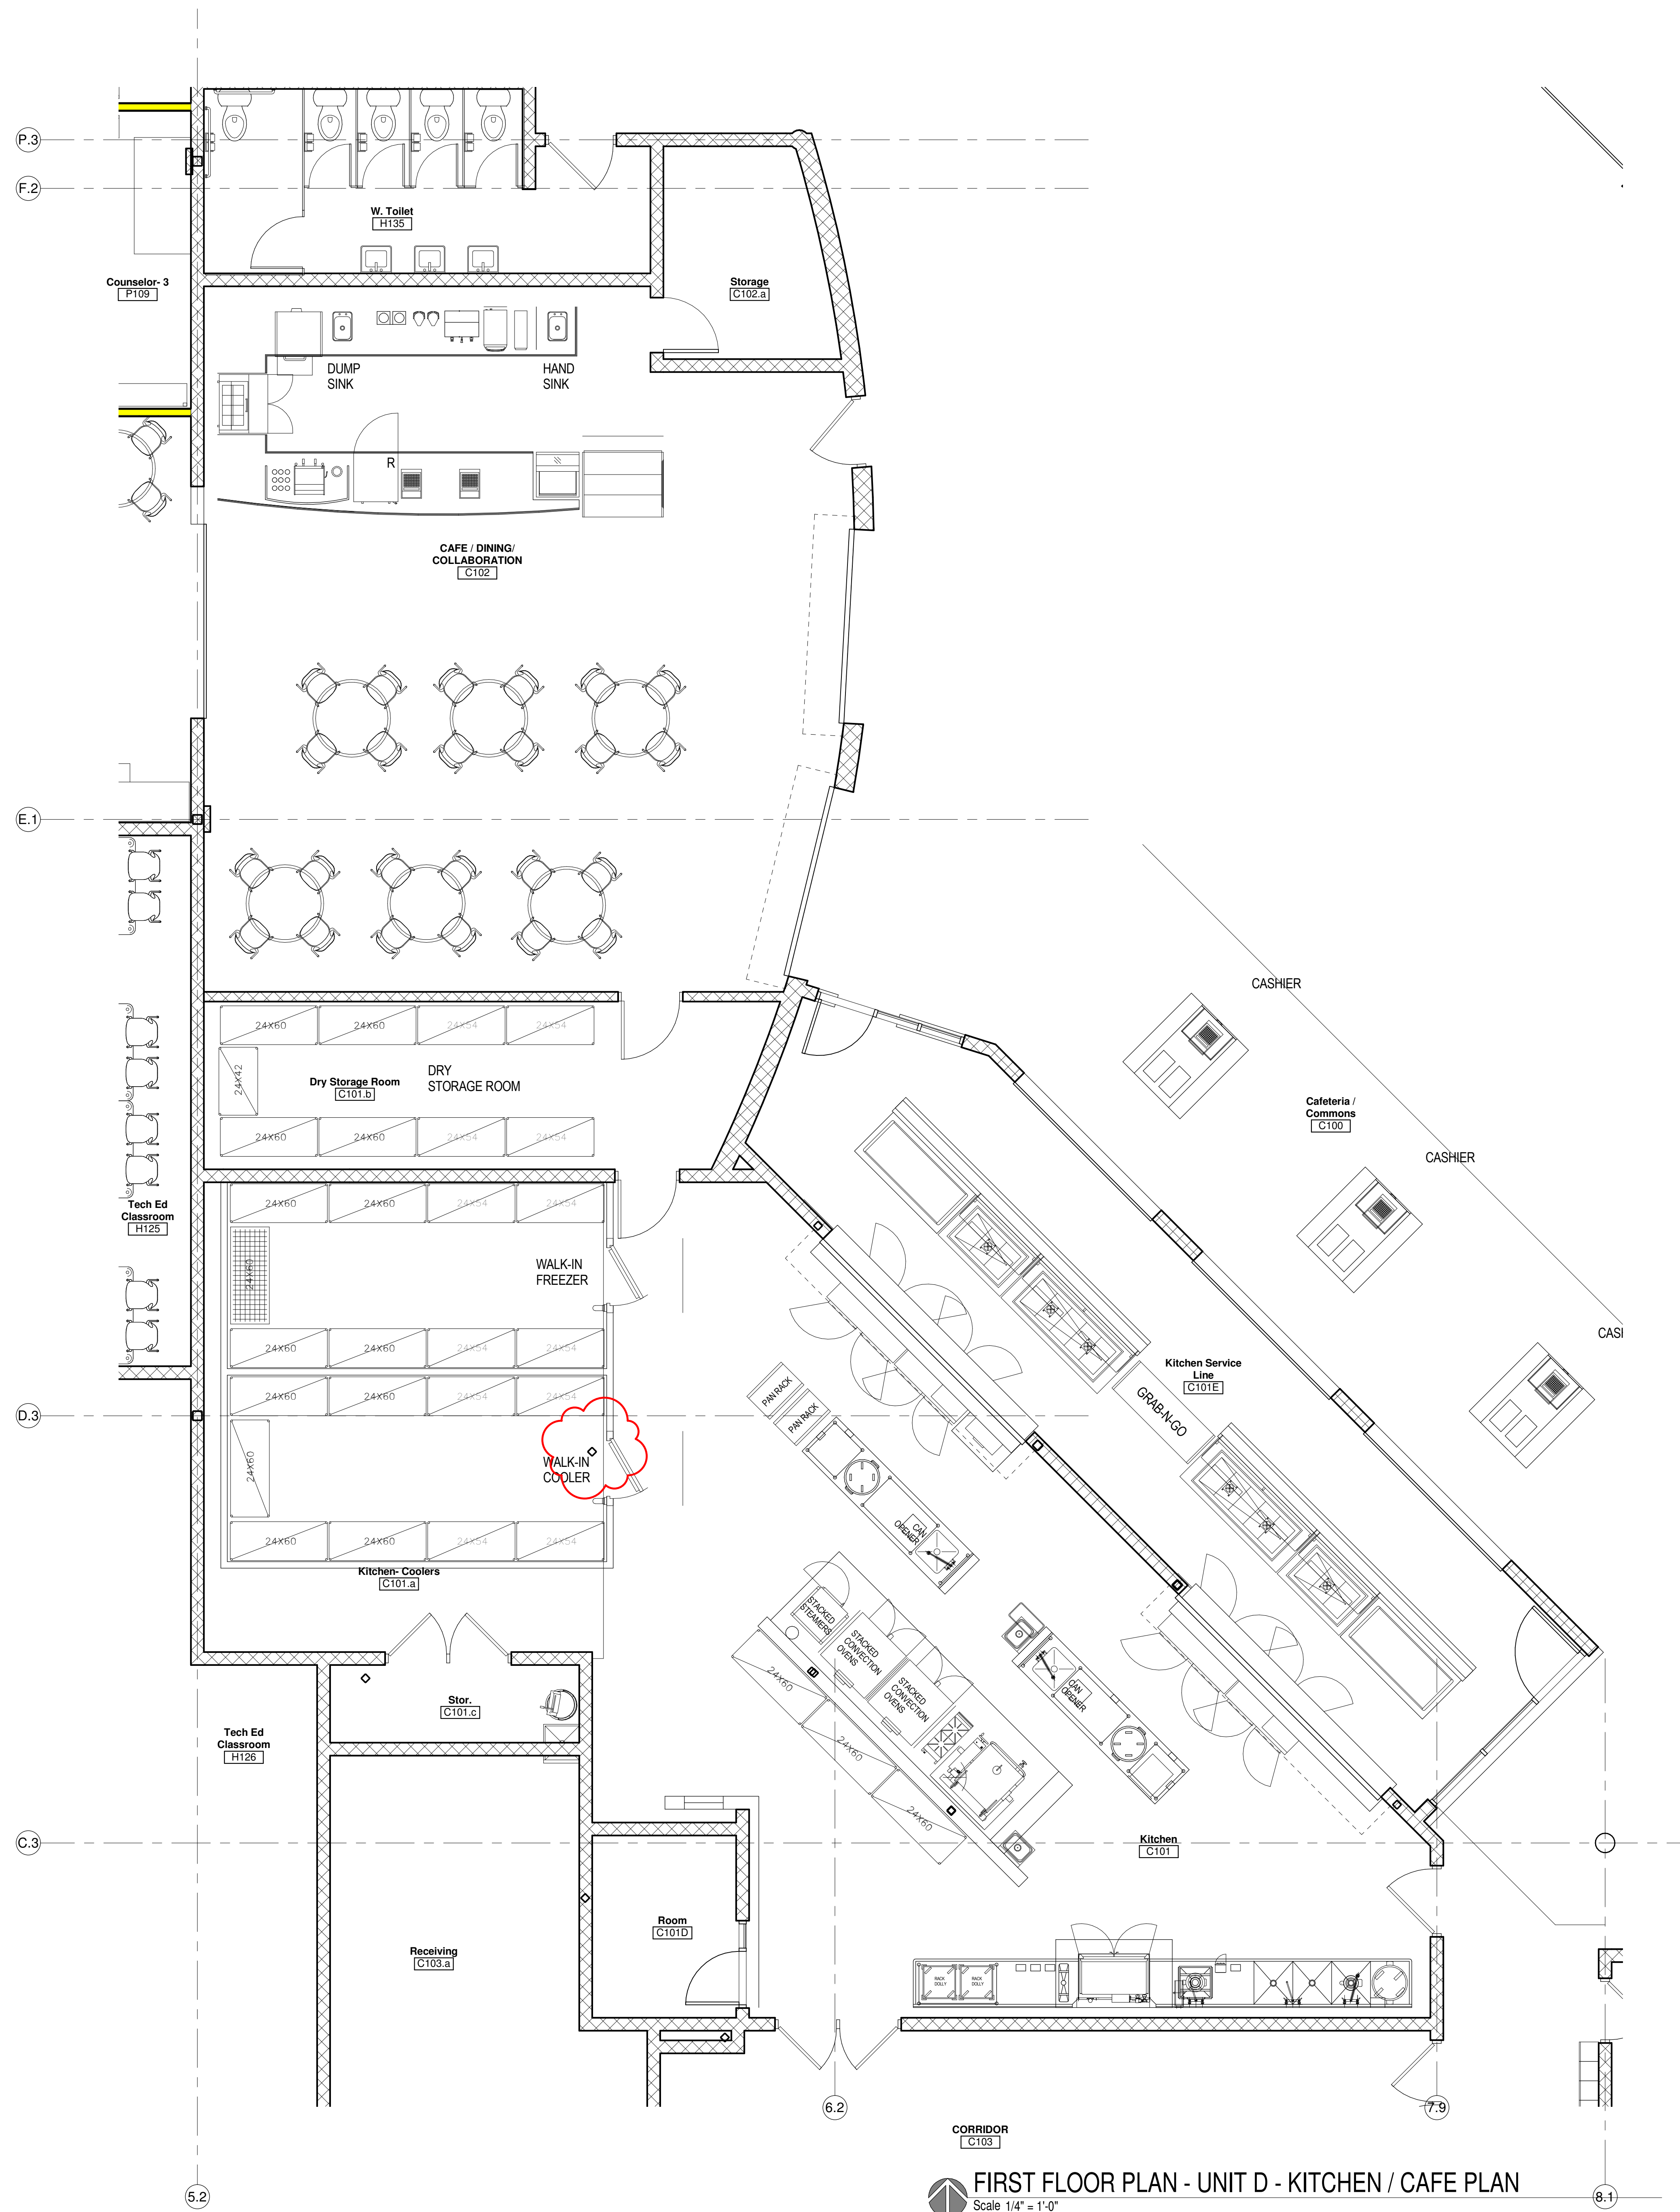 P.3
F.2
W. Toilet
H135
Counselor- 3
P109
Storage
C102.a
DUMP
SINK
HAND
SINK
R
CAFE / DINING/
COLLABORATION
C102
E.1
CASHIER
24X60
24X60
24X54
24X54
24X42
Dry Storage Room
C101.b
DRY
STORAGE ROOM
Cafeteria /
Commons
C100
24X60
24X60
24X54
24X54
CASHIER
Tech Ed
Classroom
H125
24X60
24X60
24X54
24X54
24X60
WALK-IN
FREEZER
CASI
24X60
24X60
24X54
24X54
Kitchen Service
Line
C101E
GRAB-N-GO
PAN RACK
PAN RACK
24X60
24X60
24X54
24X54
D.3
24X60
WALK-IN
COOLER
CAN
OPENER
24X60
24X60
24X54
24X54
Kitchen- Coolers
C101.a
STACKED
STEAMERS
STACKED
CONVECTION
OVENS
STACKED
CONVECTION
OVENS
24X60
24X60
24X60
CAN
OPENER
Stor.
C101.c
Tech Ed
Classroom
H126
C.3
Kitchen
C101
Room
C101D
Receiving
C103.a
RACK
DOLLY
RACK
DOLLY
6.2
7.9
CORRIDOR
C103
5.2
8.1
FIRST FLOOR PLAN - UNIT D - KITCHEN / CAFE PLAN
Scale 1/4" = 1'-0"